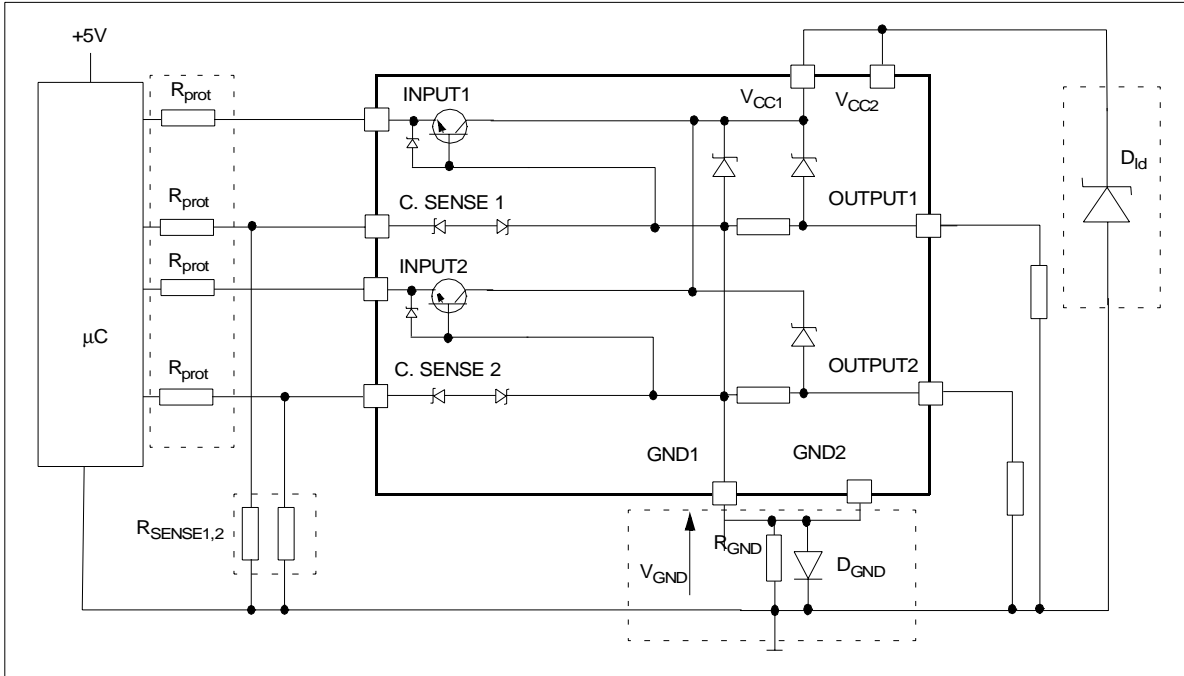 +5V
Rprot
INPUT1
VCC1
VCC2
Dld
Rprot
C. SENSE 1
OUTPUT1
Rprot
INPUT2
μC
Rprot
C. SENSE 2
OUTPUT2
GND1
GND2
RSENSE1,2
RGND
VGND
DGND